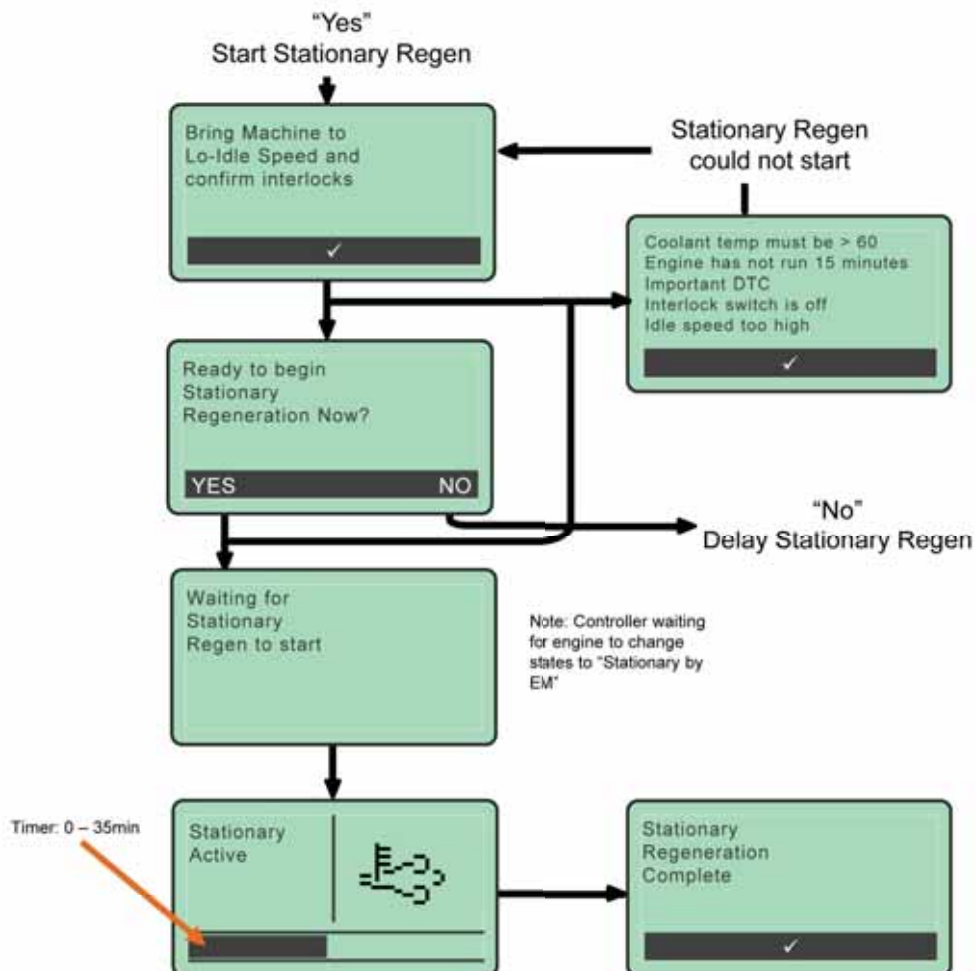 “Yes”
Start Stationary Regen
Bring Machine to
Lo-Idle Speed and
confirm interlocks
✓
Stationary Regen
could not start
Coolant temp must be > 60
Engine has not run 15 minutes
Important DTC
Interlock switch is off
Idle speed too high
✓
Ready to begin
Stationary
Regeneration Now?
YES NO
“No”
Delay Stationary Regen
Waiting for
Stationary
Regen to start
Note: Controller waiting
for engine to change
states to “Stationary by
EM”
Timer: 0 – 35min
Stationary
Active
Stationary
Regeneration
Complete
✓